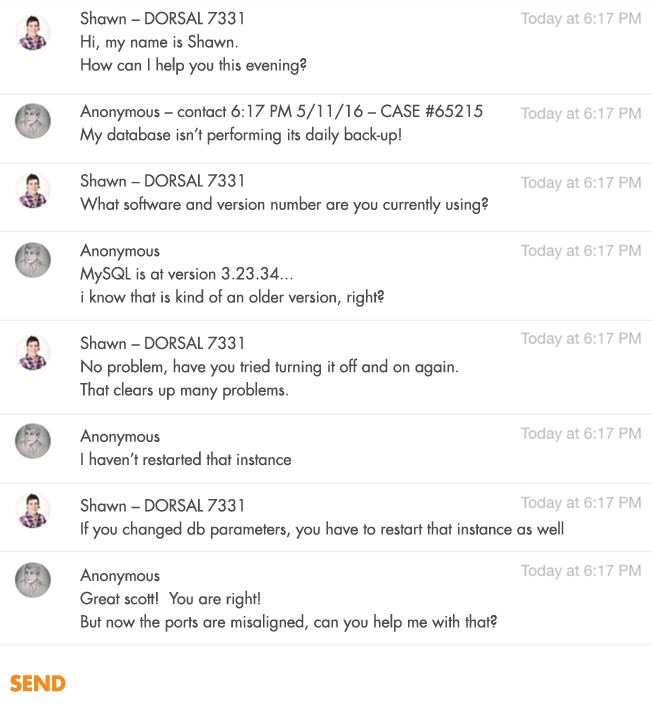 Shawn – DORSAL 7331
Today at 6:17 PM
Hi, my name is Shawn.
How can I help you this evening?
Anonymous – contact 6:17 PM 5/11/16 – CASE #65215
Today at 6:17 PM
My database isn’t performing its daily back-up!
Shawn – DORSAL 7331
Today at 6:17 PM
What software and version number are you currently using?
Anonymous
Today at 6:17 PM
MySQL is at version 3.23.34...
i know that is kind of an older version, right?
Shawn – DORSAL 7331
Today at 6:17 PM
No problem, have you tried turning it off and on again.
That clears up many problems.
Anonymous
Today at 6:17 PM
I haven’t restarted that instance
Shawn – DORSAL 7331
Today at 6:17 PM
If you changed db parameters, you have to restart that instance as well
Anonymous
Today at 6:17 PM
Great scott!  You are right!
But now the ports are misaligned, can you help me with that?
SEND